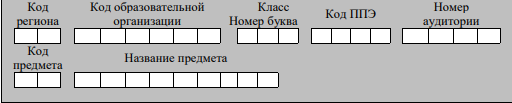 Код Код образовательной Класс Код ППЭ Номер
региона организации Номер буква аудитории
Код Название предмета
предмета